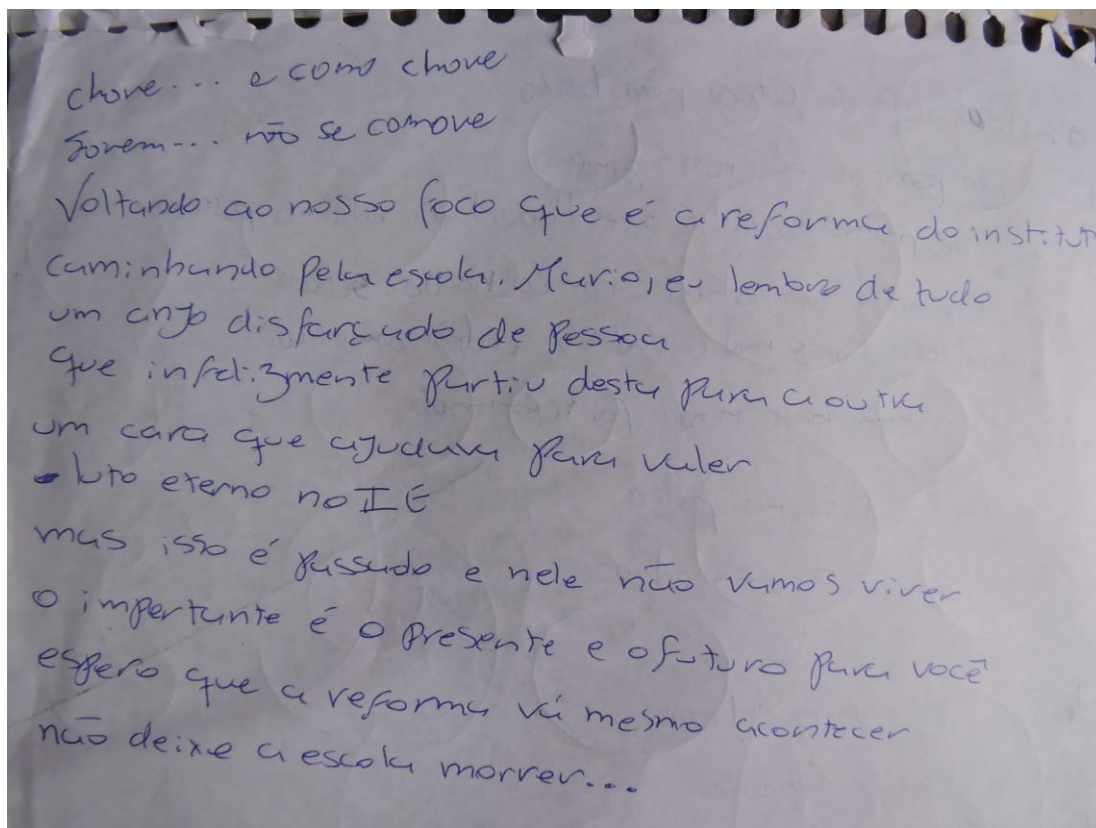 chove... e como chove
Jovem... não se comove
Voltando ao nosso foco que é a reforma do institut
caminhando pela escola. Mario, eu lembro de tudo
um anjo disfarçado de pessoa
que infelizmente partiu desta para a outra
um cara que ajudava para valer
luto eterno no IE
mas isso é passado e nele não vamos viver
o importante é o presente e o futuro para você
espero que a reforma vá mesmo acontecer
não deixe a escola morrer...